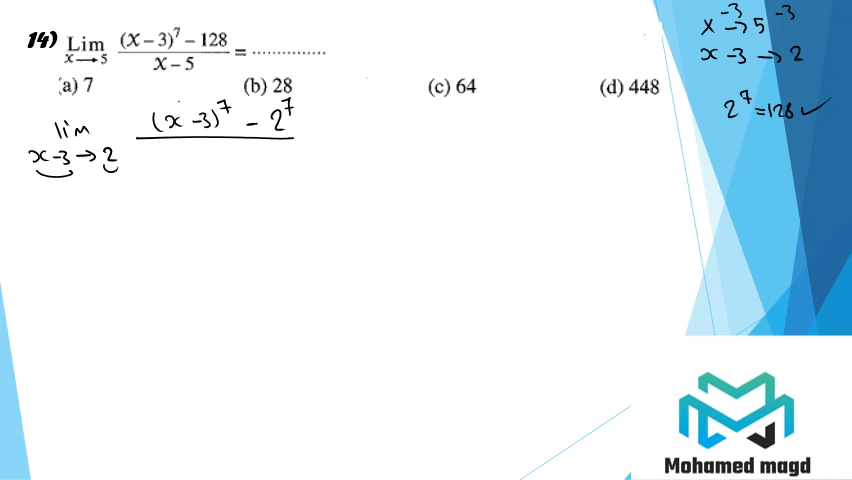 14) Lim (x – 3)⁷ – 128 = ...............
x → 5 x – 5
(a) 7 (b) 28 (c) 64 (d) 448
lim (x - 3)⁷ - 2⁷
x - 3 → 2
x -3 → 5 -3
x - 3 → 2
2⁷ = 128 ✓
Mohamed magd